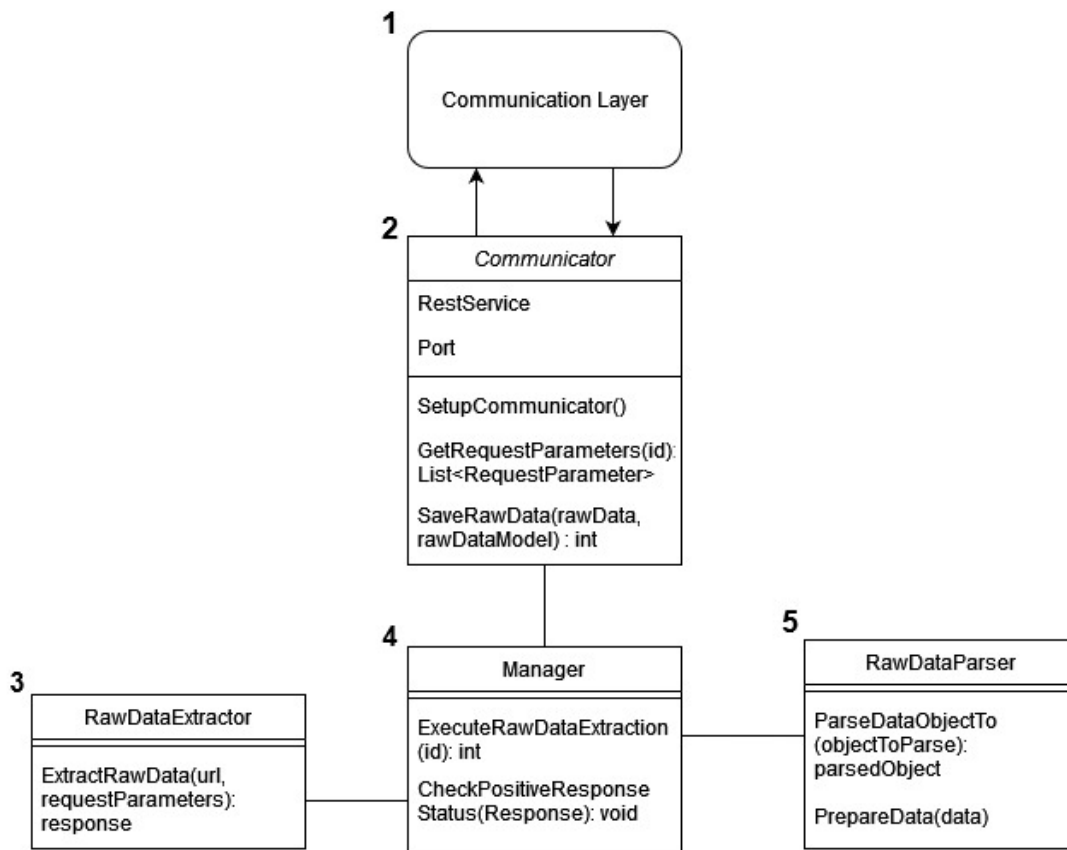 1
Communication Layer
2
Communicator
RestService
Port
SetupCommunicator()
GetRequestParameters(id):
List<RequestParameter>
SaveRawData(rawData,
rawDataModel) : int
3
RawDataExtractor
ExtractRawData(url,
requestParameters):
response
4
Manager
ExecuteRawDataExtraction
(id): int
CheckPositiveResponse
Status(Response): void
5
RawDataParser
ParseDataObjectTo
(objectToParse):
parsedObject
PrepareData(data)